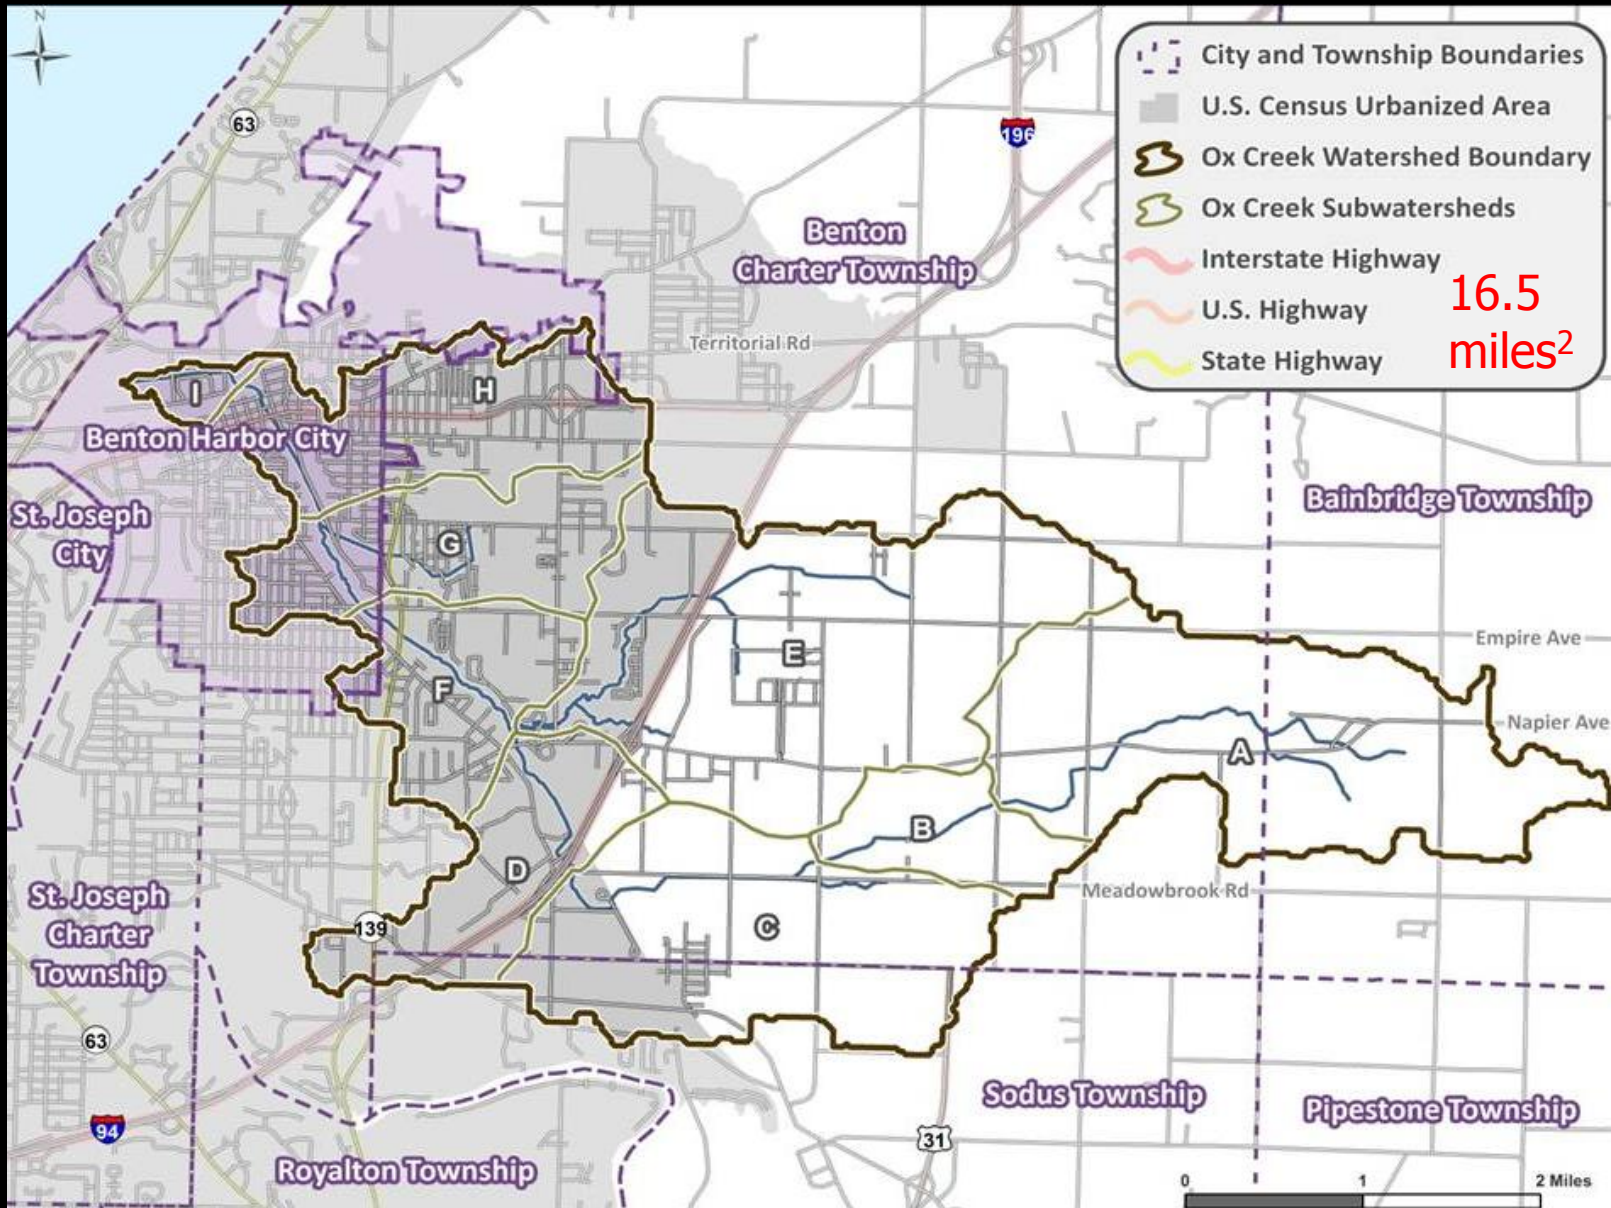 N
City and Township Boundaries
U.S. Census Urbanized Area
Ox Creek Watershed Boundary
Ox Creek Subwatersheds
Interstate Highway
U.S. Highway
State Highway
16.5
miles²
63
196
Benton
Charter Township
Territorial Rd
I
H
Benton Harbor City
St. Joseph
City
Bainbridge Township
G
E
Empire Ave
F
Napier Ave
A
B
D
Meadowbrook Rd
C
St. Joseph
Charter
Township
139
63
94
Royalton Township
Sodus Township
Pipestone Township
31
0 1 2 Miles